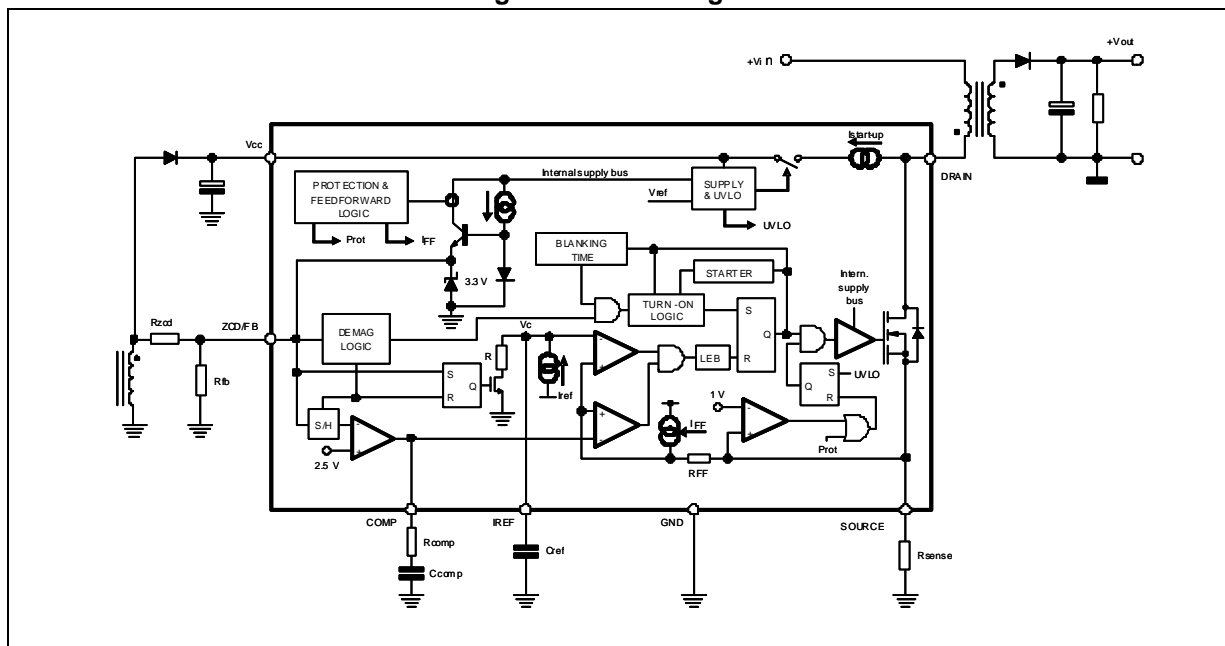 +Vin
+Vout
Vcc
Istart-up
DRAIN
Internal supply bus
PROTECTION &
FEEDFORWARD
LOGIC
SUPPLY
& UVLO
Vref
Prot
IFF
UVLO
BLANKING
TIME
STARTER
Intern.
supply
bus
3.3 V
TURN-ON
LOGIC
Rzcd
ZCD/FB
DEMAG
LOGIC
Vc
S
Q
R
-
+
LEB
R
Rfb
S
Q
R
Iref
S
Q
R
UVLO
1 V
S/H
-
+
2.5 V
+
-
IFF
-
+
Prot
RFF
COMP
IREF
GND
SOURCE
Rcomp
Cref
Rsense
Ccomp